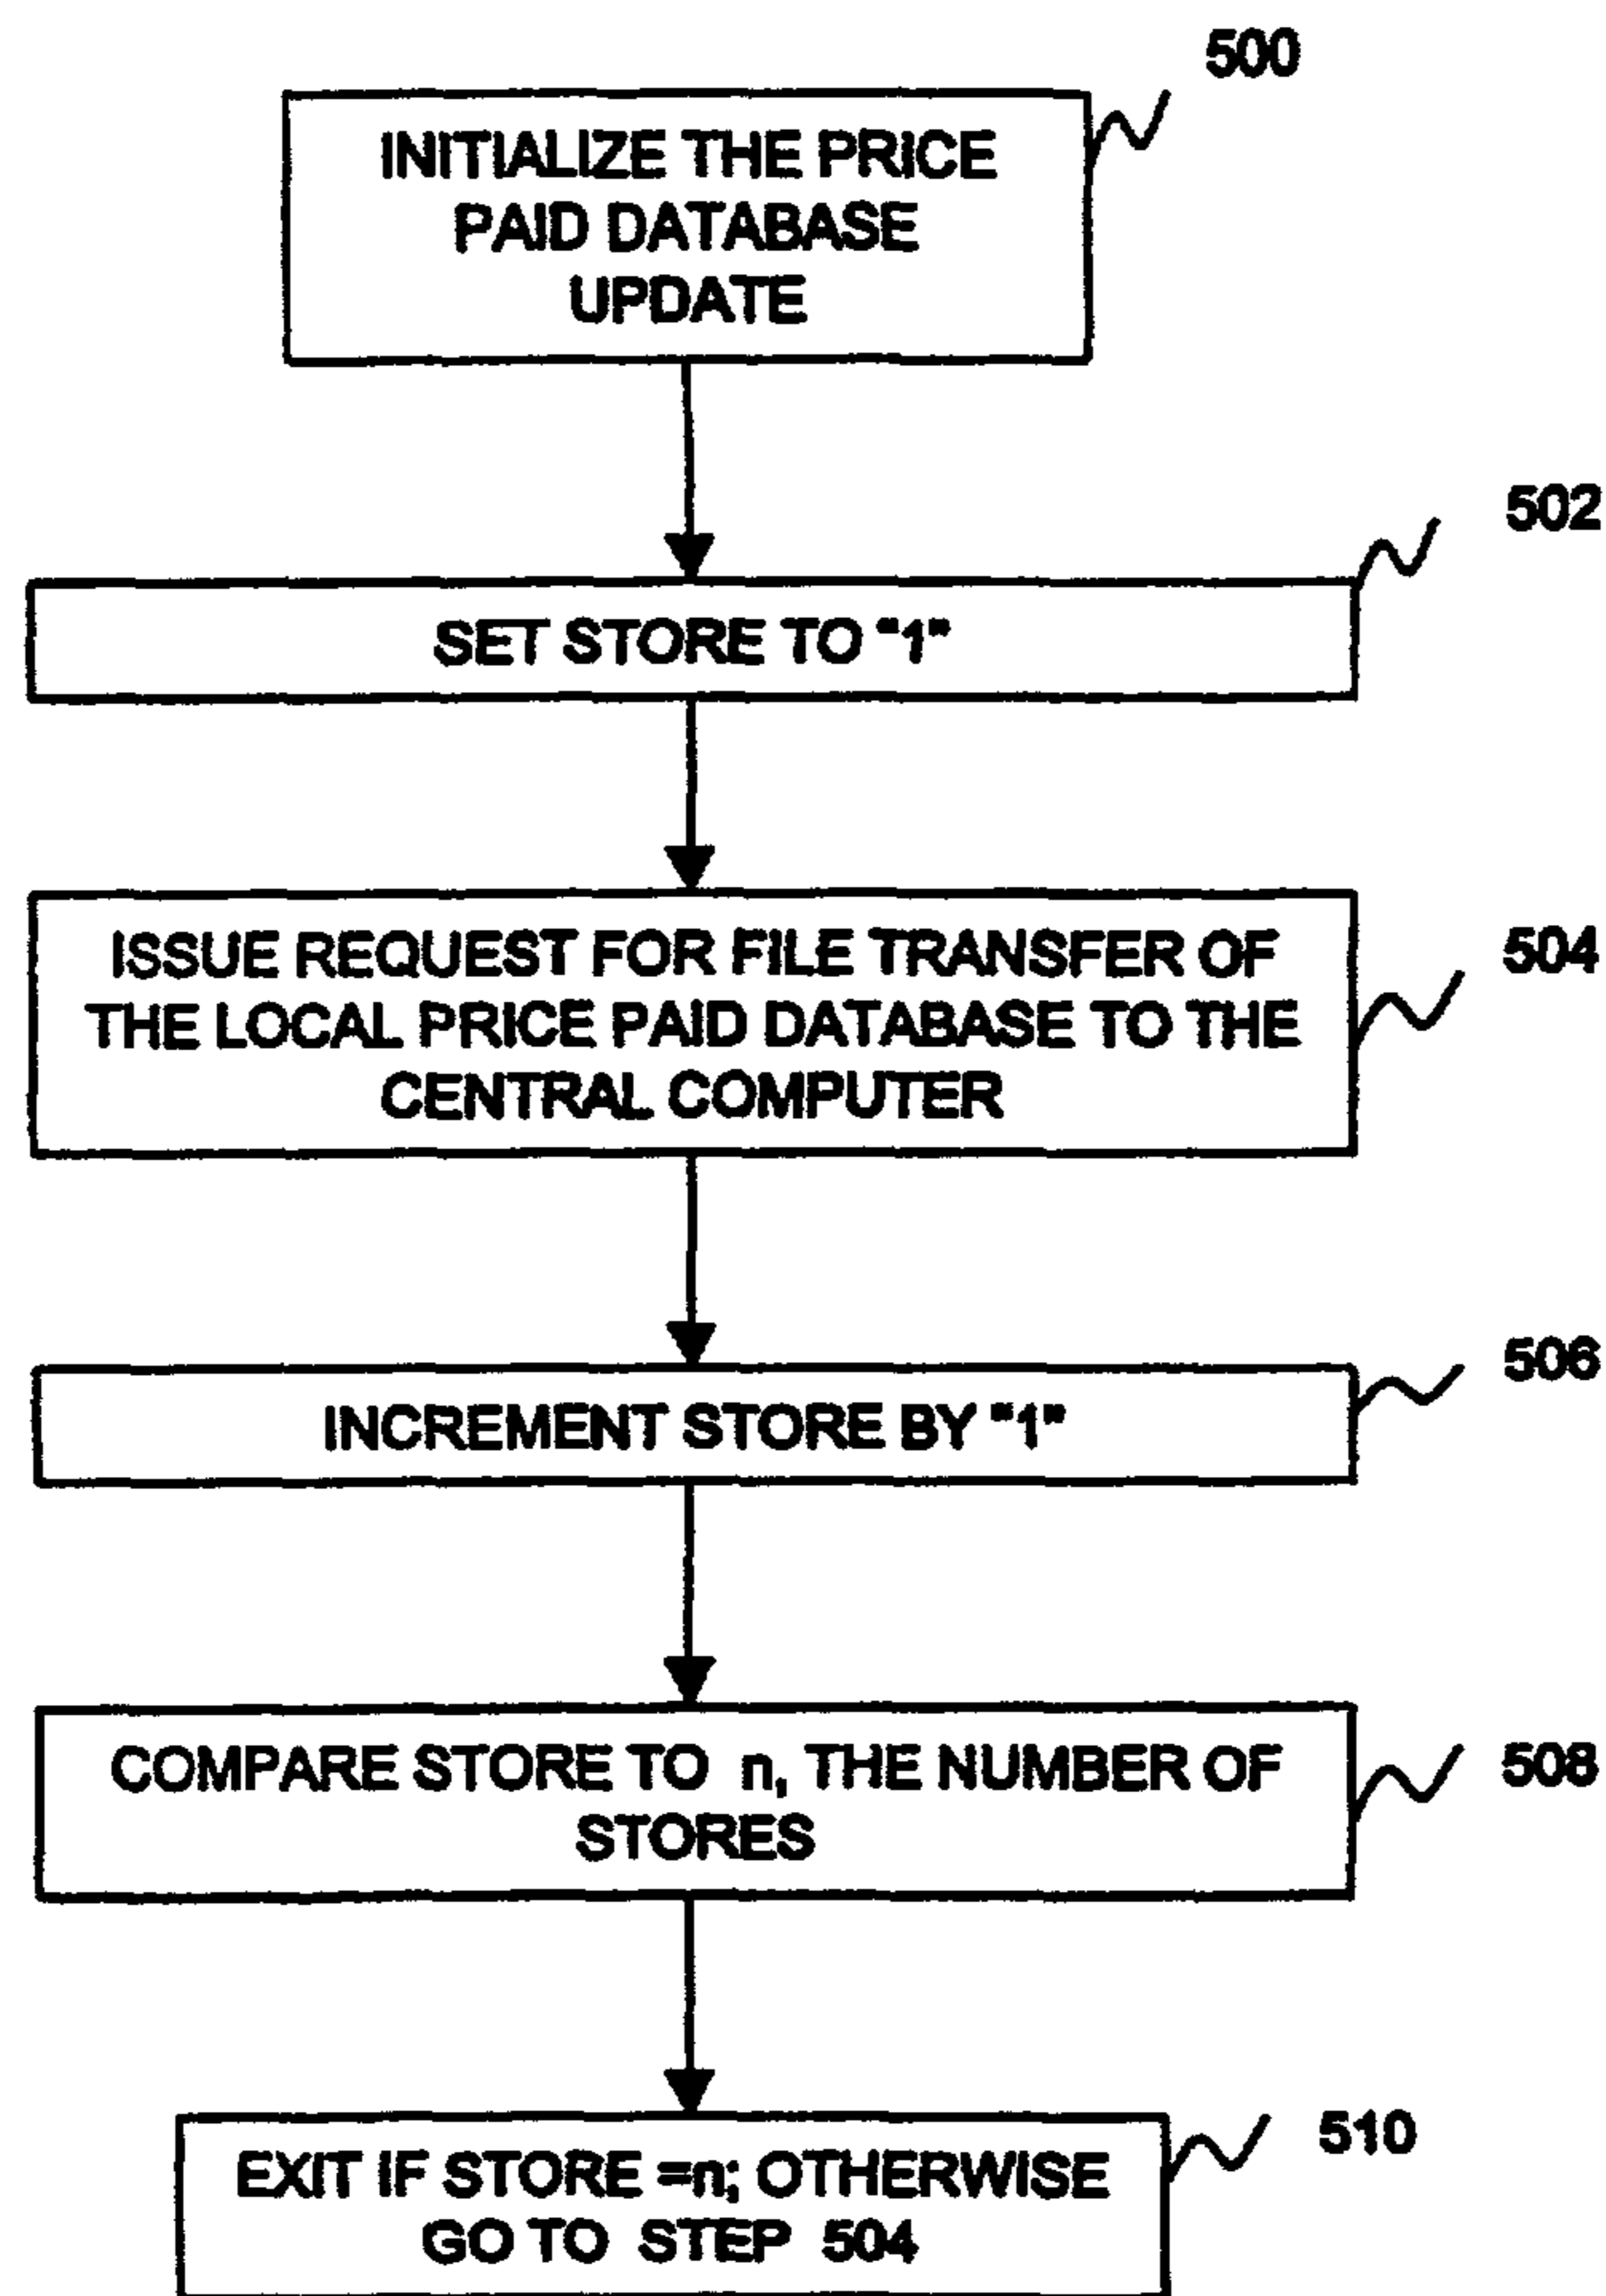 500
INITIALIZE THE PRICE
PAID DATABASE
UPDATE
502
SET STORE TO "1"
504
ISSUE REQUEST FOR FILE TRANSFER OF
THE LOCAL PRICE PAID DATABASE TO THE
CENTRAL COMPUTER
506
INCREMENT STORE BY "1"
508
COMPARE STORE TO n, THE NUMBER OF
STORES
510
EXIT IF STORE =n; OTHERWISE
GO TO STEP 504